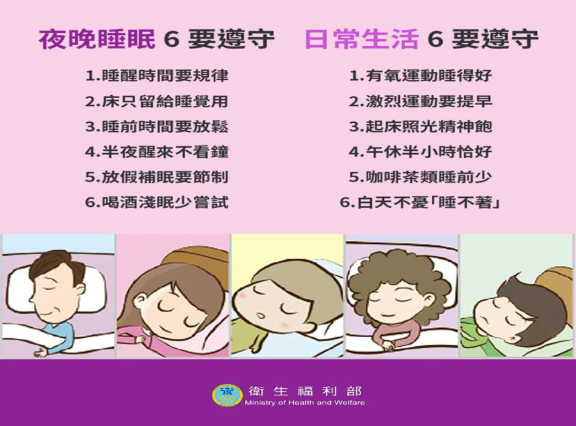 夜晚睡眠 6 要遵守
1.睡醒時間要規律
2.床只留給睡覺用
3.睡前時間要放鬆
4.半夜醒來不看鐘
5.放假補眠要節制
6.喝酒淺眠少嘗試
日常生活 6 要遵守
1.有氧運動睡得好
2.激烈運動要提早
3.起床照光精神飽
4.午休半小時恰好
5.咖啡茶類睡前少
6.白天不憂「睡不著」
衛生福利部
Ministry of Health and Welfare